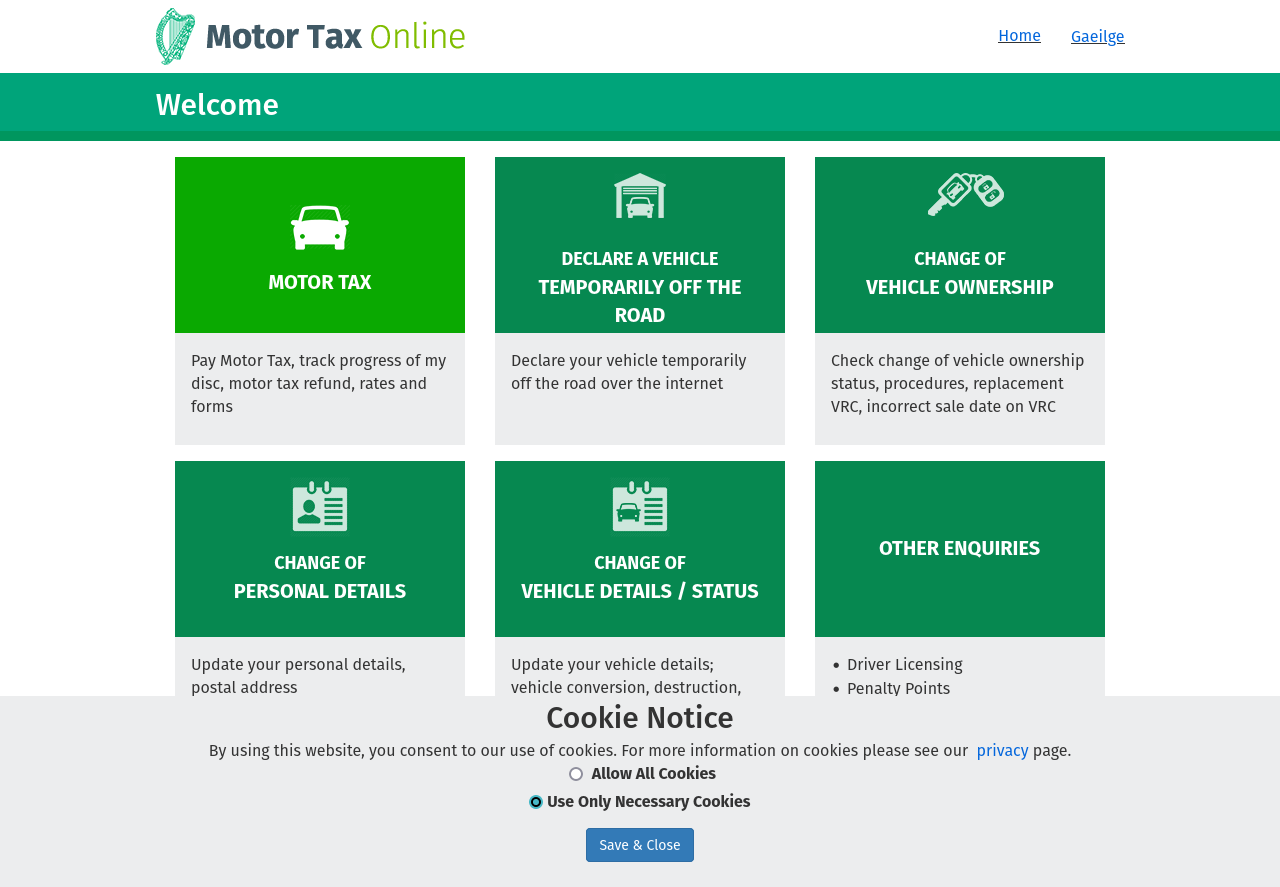 Motor Tax Online
Home
Gaeilge
Welcome
MOTOR TAX
Pay Motor Tax, track progress of my
disc, motor tax refund, rates and
forms
DECLARE A VEHICLE
TEMPORARILY OFF THE
ROAD
Declare your vehicle temporarily
off the road over the internet
CHANGE OF
VEHICLE OWNERSHIP
Check change of vehicle ownership
status, procedures, replacement
VRC, incorrect sale date on VRC
CHANGE OF
PERSONAL DETAILS
Update your personal details,
postal address
CHANGE OF
VEHICLE DETAILS / STATUS
Update your vehicle details;
vehicle conversion, destruction,
OTHER ENQUIRIES
• Driver Licensing
• Penalty Points
Cookie Notice
By using this website, you consent to our use of cookies. For more information on cookies please see our privacy page.
Allow All Cookies
Use Only Necessary Cookies
Save & Close